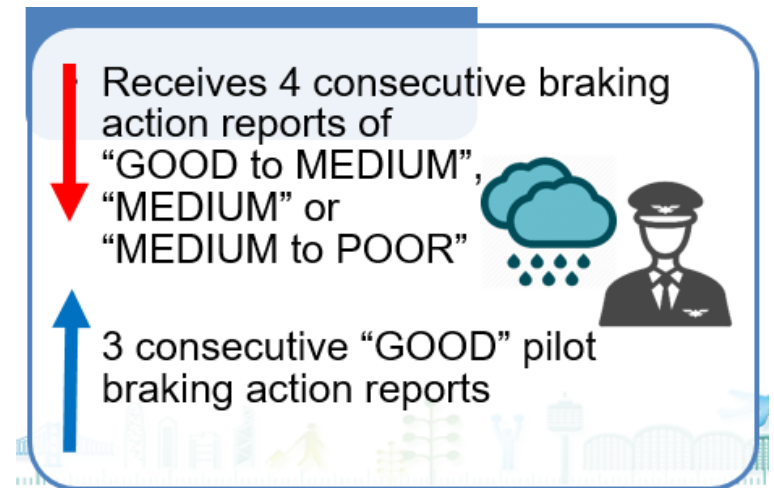 • Receives 4 consecutive braking
action reports of
“GOOD to MEDIUM”,
“MEDIUM” or
“MEDIUM to POOR”
3 consecutive “GOOD” pilot
braking action reports